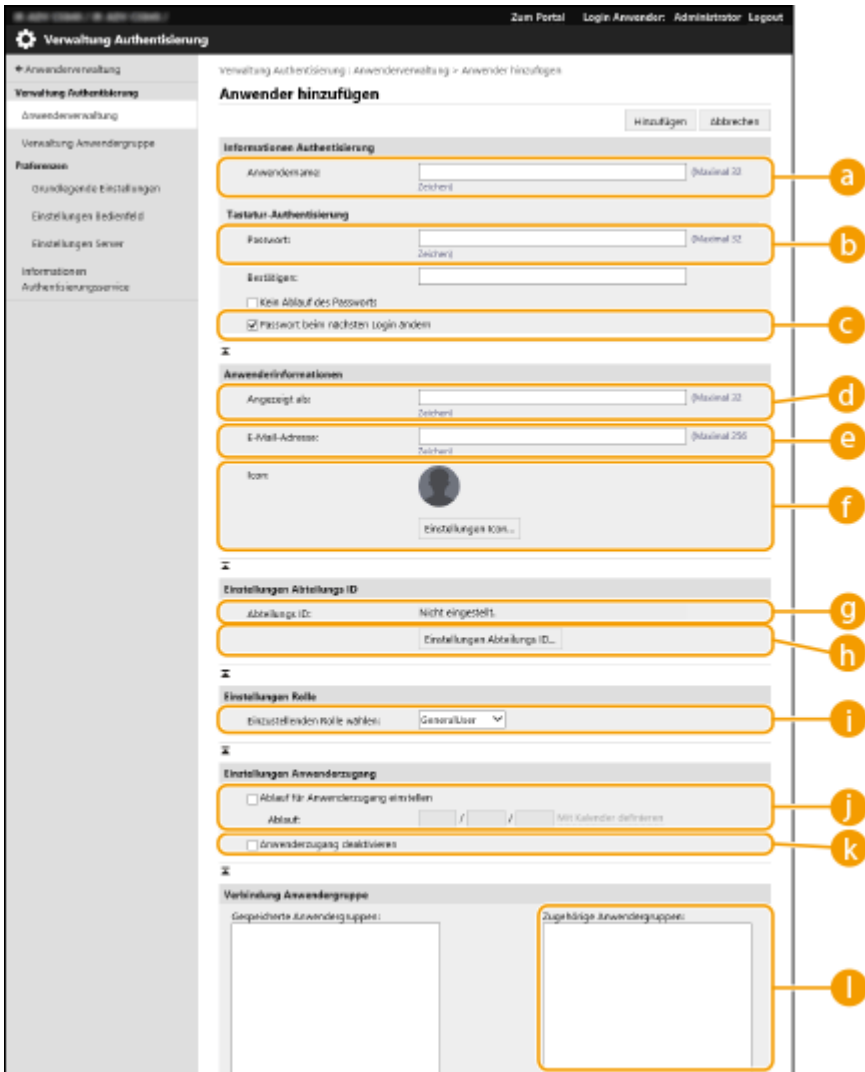 Zum Portal Login Anwender: Administrator Logout
Verwaltung Authentisierung
Anwenderverwaltung
Verwaltung Authentisierung : Anwenderverwaltung > Anwender hinzufügen
Verwaltung Authentisierung
Anwender hinzufügen
Anwenderverwaltung
Hinzufügen Abbrechen
Verwaltung Anwendergruppe
Informationen Authentisierung
Präferenzen
Anwendername: (Maximal 32
Zeichen)
a
Grundlegende Einstellungen
Einstellungen Bedienfeld
Tastatur-Authentisierung
Einstellungen Server
Passwort: (Maximal 32
Zeichen)
b
Informationen
Authentisierungsservice
Bestätigen:
Kein Ablauf des Passworts
Passwort beim nächsten Login ändern
c
Anwenderinformationen
Angezeigt als: (Maximal 32
Zeichen)
d
E-Mail-Adresse: (Maximal 256
Zeichen)
e
Icon:
f
Einstellungen Icon...
Einstellungen Abteilungs ID
Abteilungs ID: Nicht eingestellt.
g
Einstellungen Abteilungs ID...
h
Einstellungen Rolle
Einzustellenden Rolle wählen: GeneralUser
i
Einstellungen Anwenderzugang
Ablauf für Anwenderzugang einstellen
Ablauf: / / Mit Kalender definieren
j
Anwenderzugang deaktivieren
k
Verbindung Anwendergruppe
Gespeicherte Anwendergruppen: Zugehörige Anwendergruppen:
l